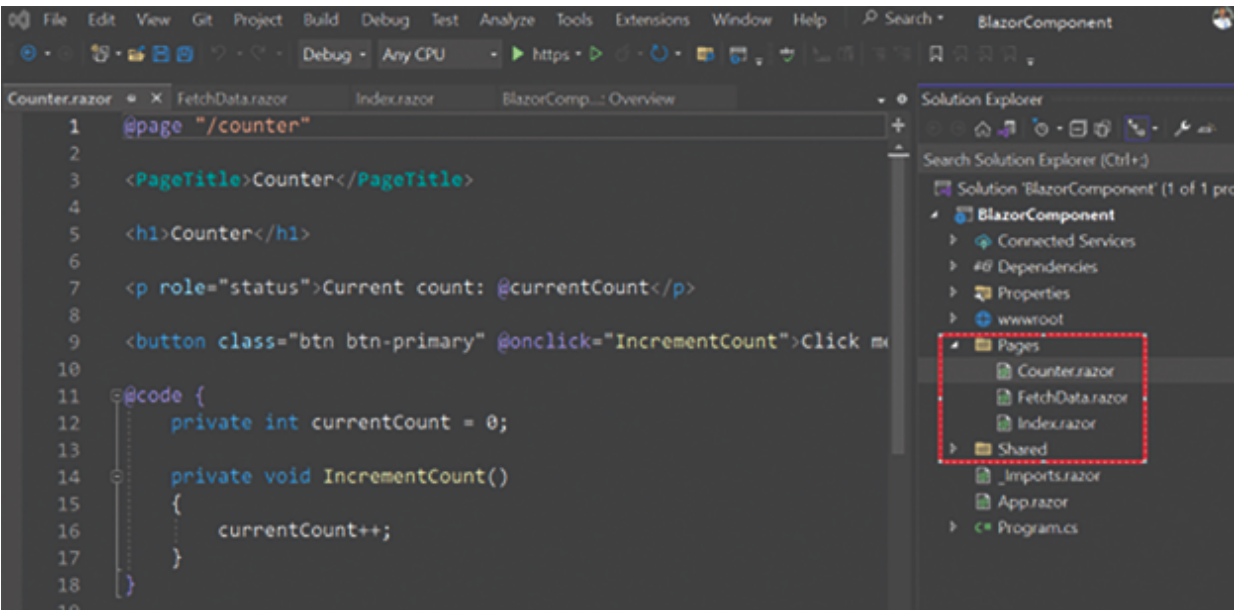 File Edit View Git Project Build Debug Test Analyze Tools Extensions Window Help Search BlazorComponent
Debug Any CPU https
Counter.razor FetchData.razor Index.razor BlazorComp...: Overview
1 @page "/counter"
2
3 <PageTitle>Counter</PageTitle>
4
5 <h1>Counter</h1>
6
7 <p role="status">Current count: @currentCount</p>
8
9 <button class="btn btn-primary" @onclick="IncrementCount">Click me
10
11 @code {
12 private int currentCount = 0;
13
14 private void IncrementCount()
15 {
16 currentCount++;
17 }
18 }
19
Solution Explorer
Search Solution Explorer (Ctrl+;)
Solution 'BlazorComponent' (1 of 1 pro
BlazorComponent
Connected Services
Dependencies
Properties
wwwroot
Pages
Counter.razor
FetchData.razor
Index.razor
Shared
_Imports.razor
App.razor
C# Program.cs